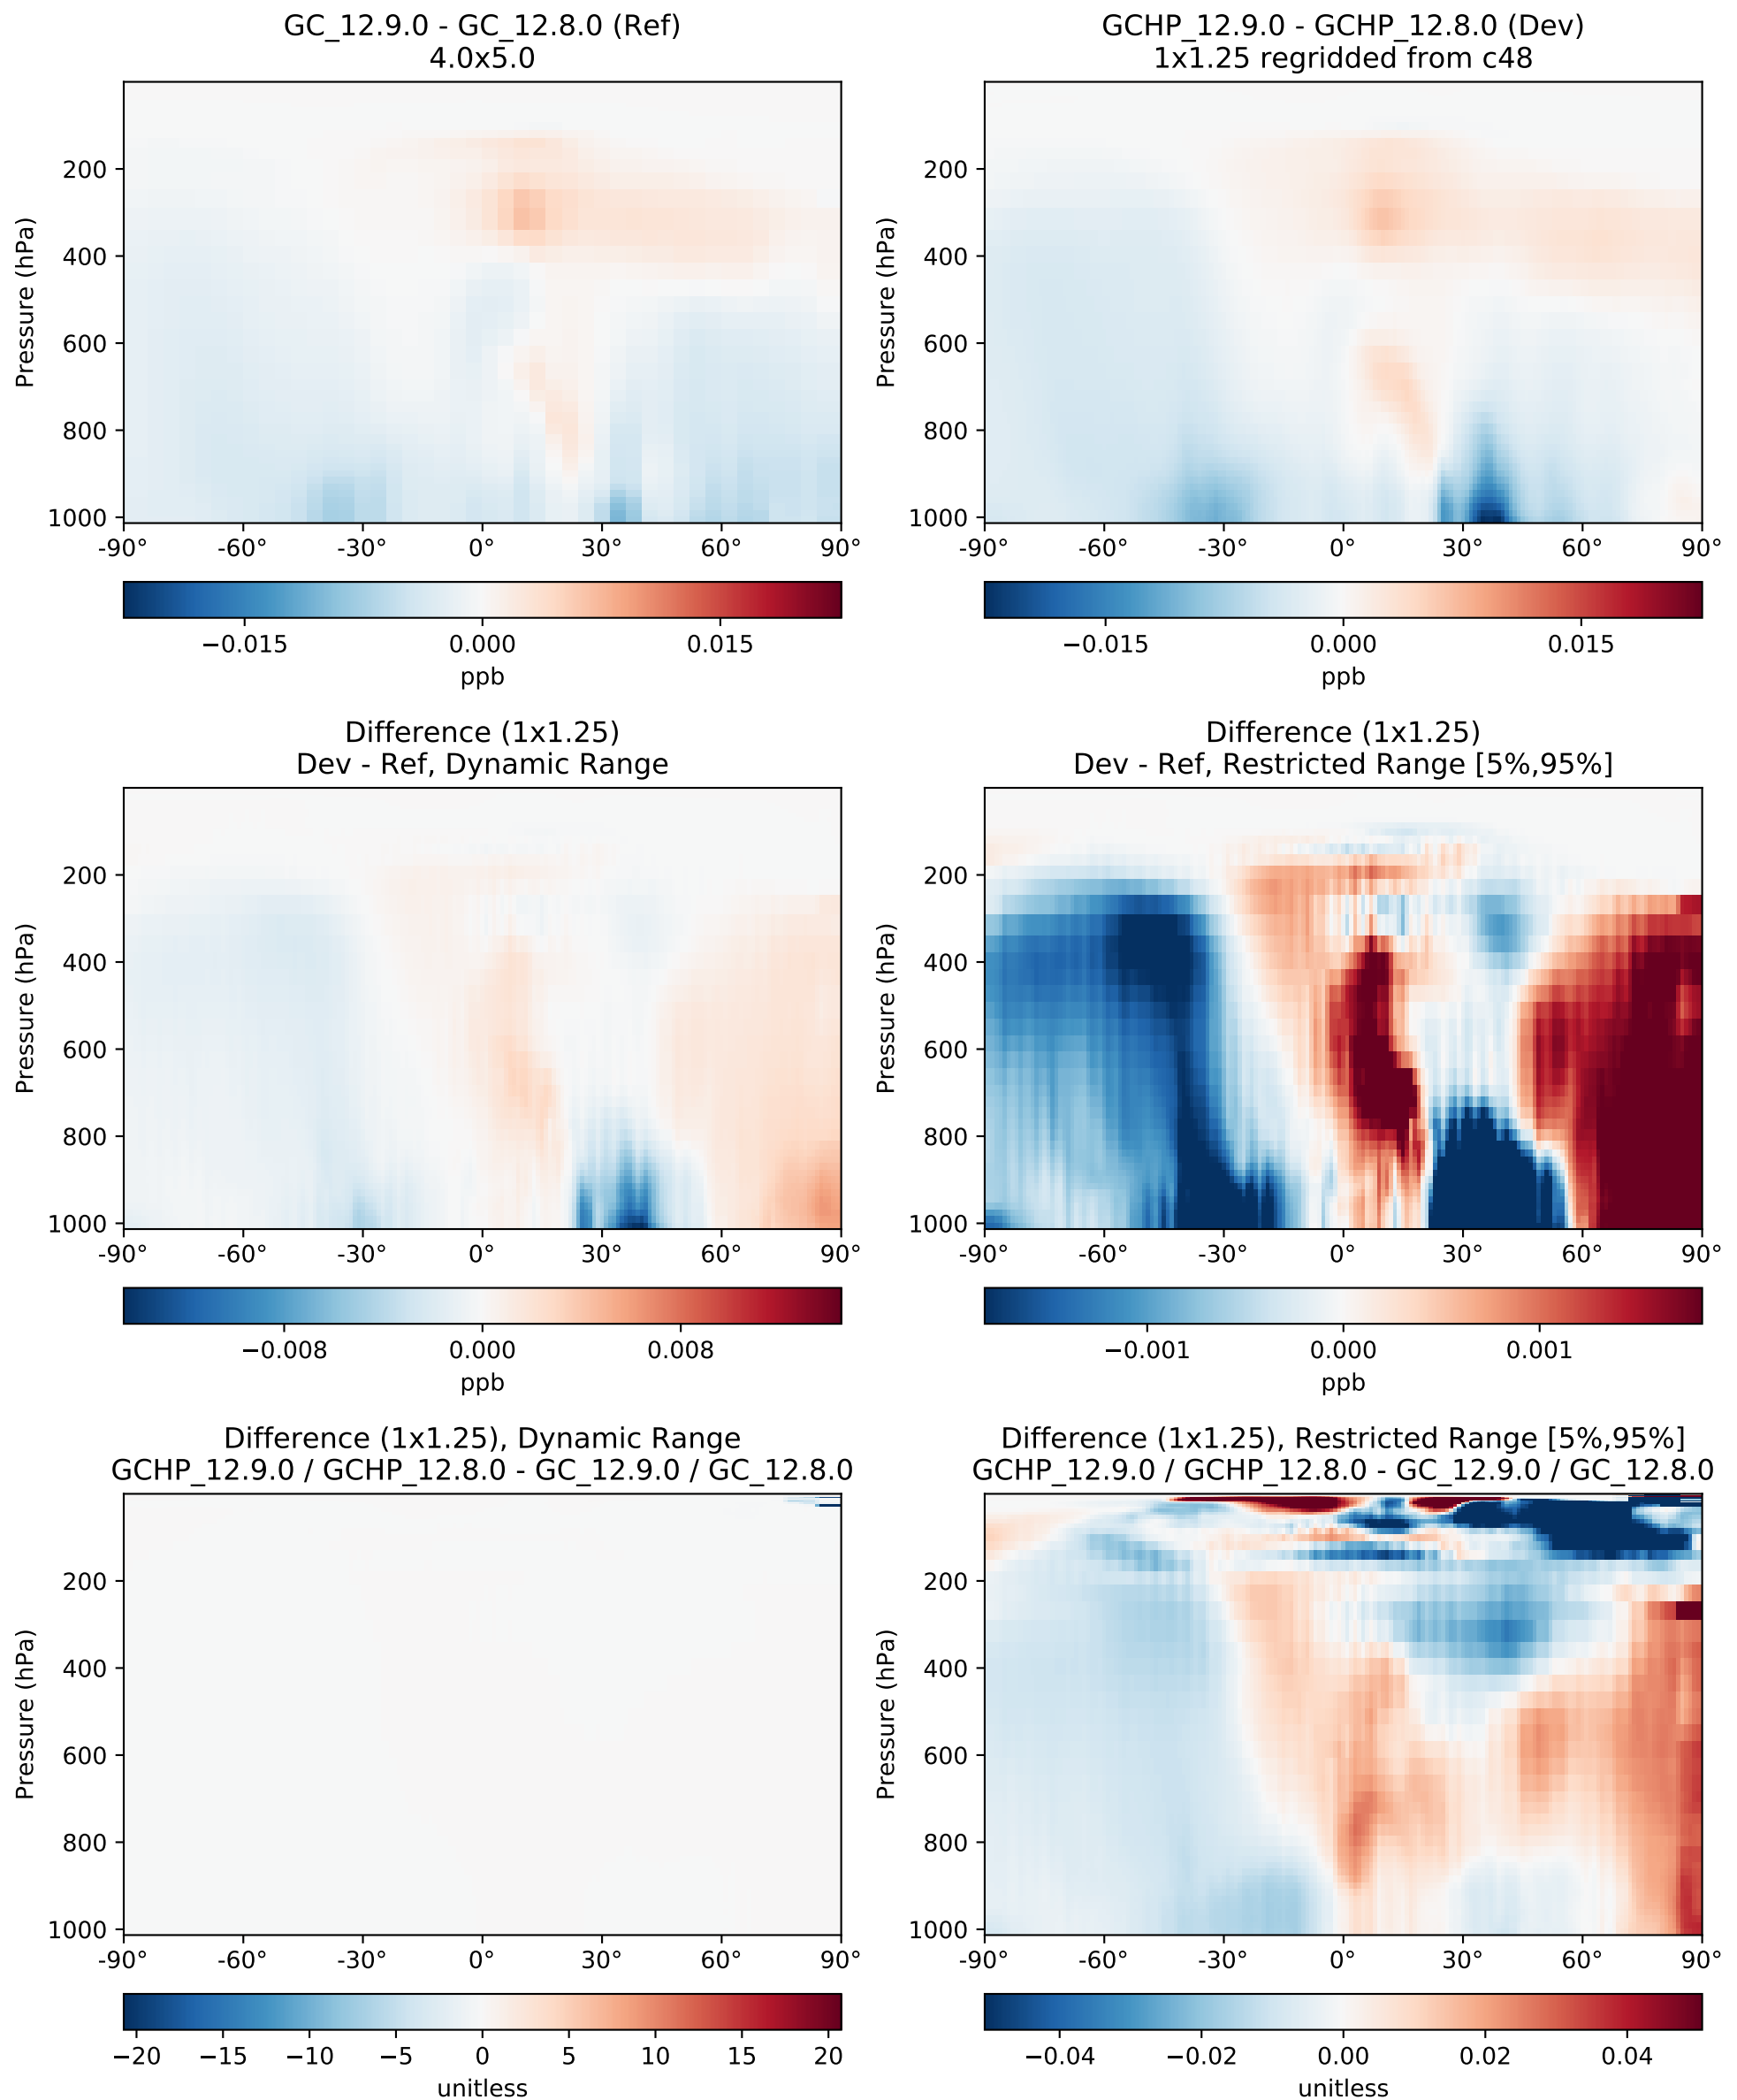 GC_12.9.0 - GC_12.8.0 (Ref)
4.0x5.0
Pressure (hPa)
200
400
600
800
1000
-90° -60° -30° 0° 30° 60° 90°
−0.015 0.000 0.015
ppb
GCHP_12.9.0 - GCHP_12.8.0 (Dev)
1x1.25 regridded from c48
Pressure (hPa)
200
400
600
800
1000
-90° -60° -30° 0° 30° 60° 90°
−0.015 0.000 0.015
ppb
Difference (1x1.25)
Dev - Ref, Dynamic Range
Pressure (hPa)
200
400
600
800
1000
-90° -60° -30° 0° 30° 60° 90°
−0.008 0.000 0.008
ppb
Difference (1x1.25)
Dev - Ref, Restricted Range [5%,95%]
Pressure (hPa)
200
400
600
800
1000
-90° -60° -30° 0° 30° 60° 90°
−0.001 0.000 0.001
ppb
Difference (1x1.25), Dynamic Range
GCHP_12.9.0 / GCHP_12.8.0 - GC_12.9.0 / GC_12.8.0
Pressure (hPa)
200
400
600
800
1000
-90° -60° -30° 0° 30° 60° 90°
−20 −15 −10 −5 0 5 10 15 20
unitless
Difference (1x1.25), Restricted Range [5%,95%]
GCHP_12.9.0 / GCHP_12.8.0 - GC_12.9.0 / GC_12.8.0
Pressure (hPa)
200
400
600
800
1000
-90° -60° -30° 0° 30° 60° 90°
−0.04 −0.02 0.00 0.02 0.04
unitless